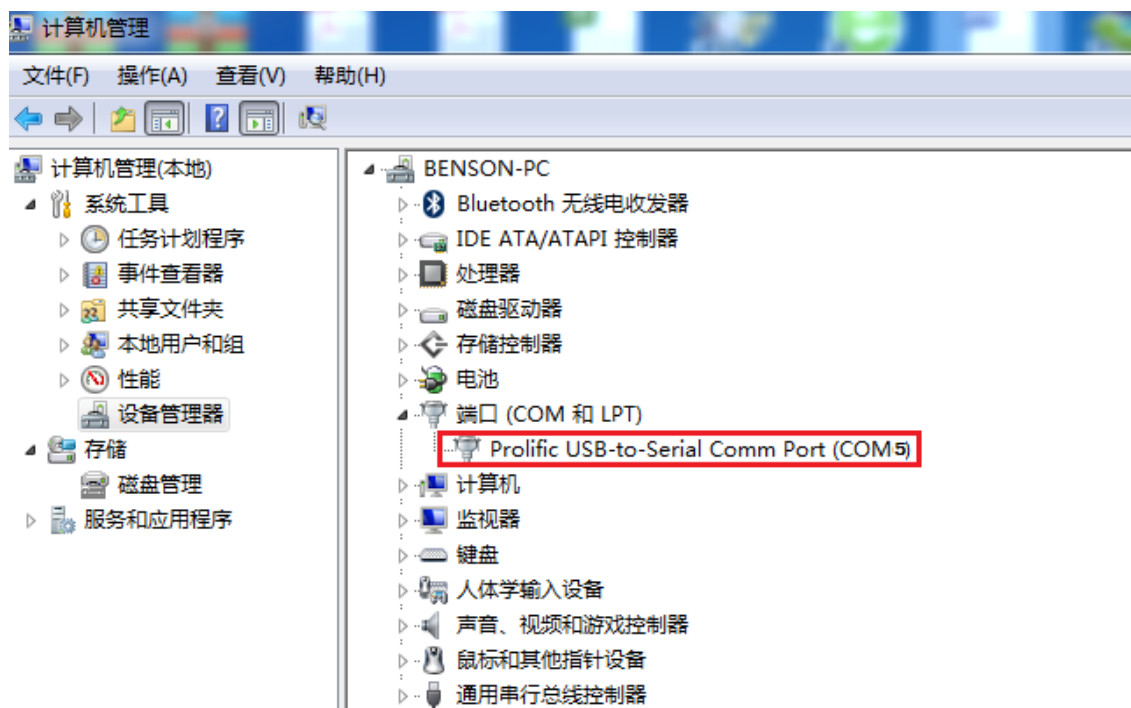 计算机管理
文件(F) 操作(A) 查看(V) 帮助(H)
计算机管理(本地)
系统工具
任务计划程序
事件查看器
共享文件夹
本地用户和组
性能
设备管理器
存储
磁盘管理
服务和应用程序
BENSON-PC
Bluetooth 无线电收发器
IDE ATA/ATAPI 控制器
处理器
磁盘驱动器
存储控制器
电池
端口 (COM 和 LPT)
Prolific USB-to-Serial Comm Port (COM5)
计算机
监视器
键盘
人体学输入设备
声音、视频和游戏控制器
鼠标和其他指针设备
通用串行总线控制器